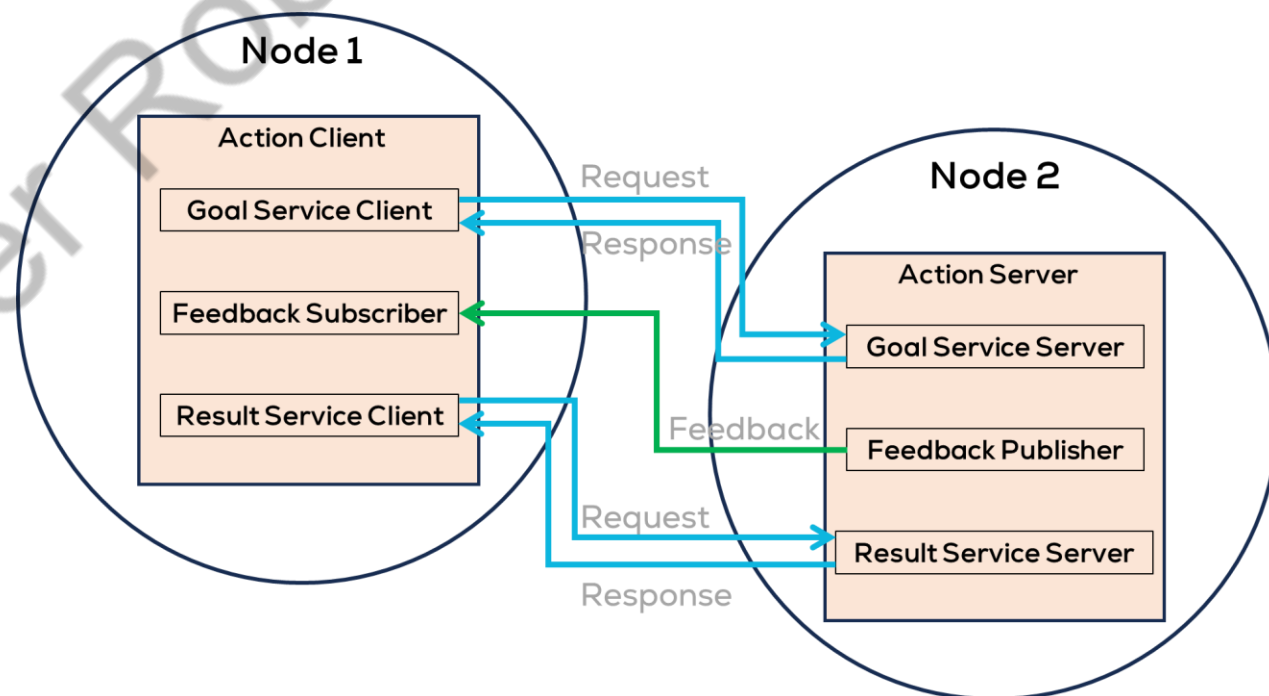 Node 1
Action Client
Goal Service Client
Feedback Subscriber
Result Service Client
Request
Response
Feedback
Request
Response
Node 2
Action Server
Goal Service Server
Feedback Publisher
Result Service Server